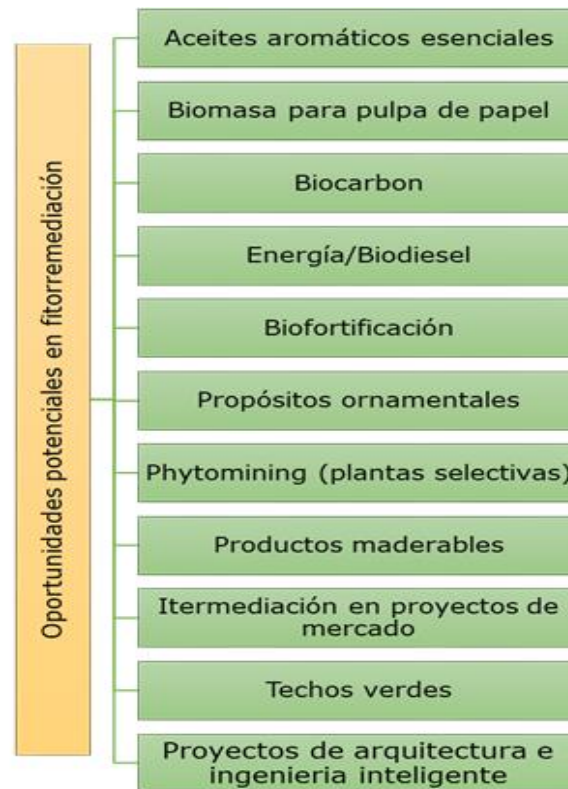 Oportunidades potenciales en fitorremediación
Aceites aromáticos esenciales
Biomasa para pulpa de papel
Biocarbon
Energía/Biodiesel
Biofortificación
Propósitos ornamentales
Phytomining (plantas selectivas)
Productos maderables
Itermediación en proyectos de
mercado
Techos verdes
Proyectos de arquitectura e
ingenieria inteligente